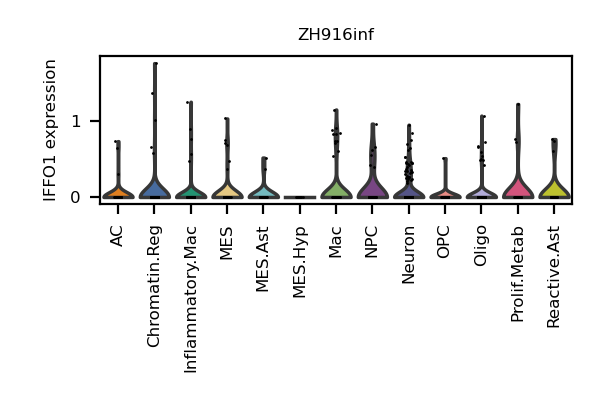 ZH916inf
IFFO1 expression
1
0
AC
Chromatin.Reg
Inflammatory.Mac
MES
MES.Ast
MES.Hyp
Mac
NPC
Neuron
OPC
Oligo
Prolif.Metab
Reactive.Ast